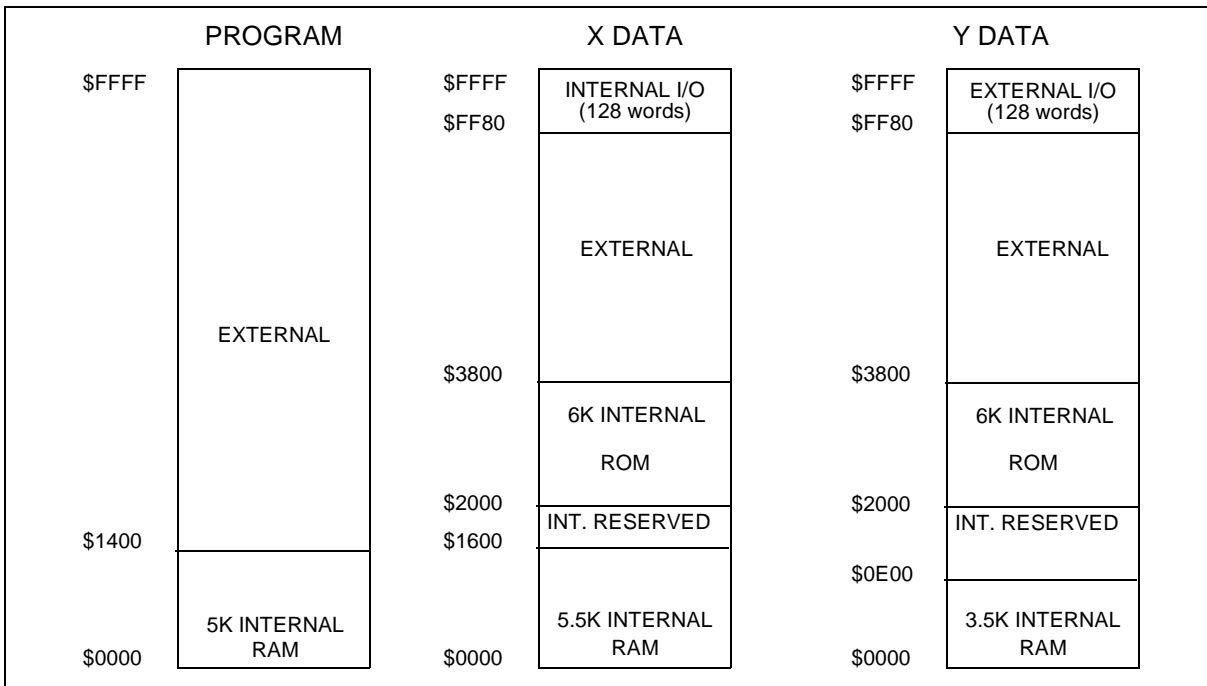 PROGRAM
$FFFF
EXTERNAL
$1400
5K INTERNAL
RAM
$0000
X DATA
$FFFF
INTERNAL I/O
(128 words)
$FF80
EXTERNAL
$3800
6K INTERNAL
ROM
$2000
INT. RESERVED
$1600
5.5K INTERNAL
RAM
$0000
Y DATA
$FFFF
EXTERNAL I/O
(128 words)
$FF80
EXTERNAL
$3800
6K INTERNAL
ROM
$2000
INT. RESERVED
$0E00
3.5K INTERNAL
RAM
$0000